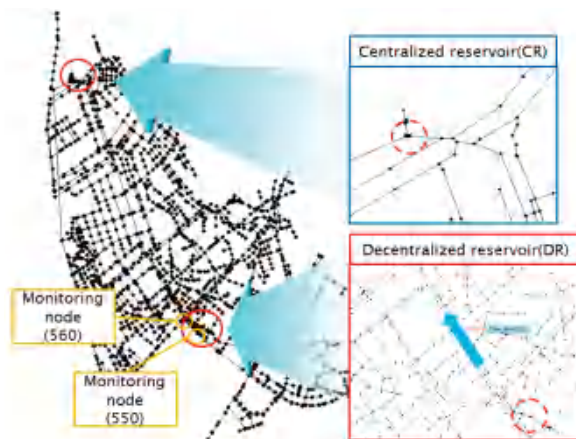 Centralized reservoir(CR)
Decentralized reservoir(DR)
Monitoring
node
(560)
Monitoring
node
(550)